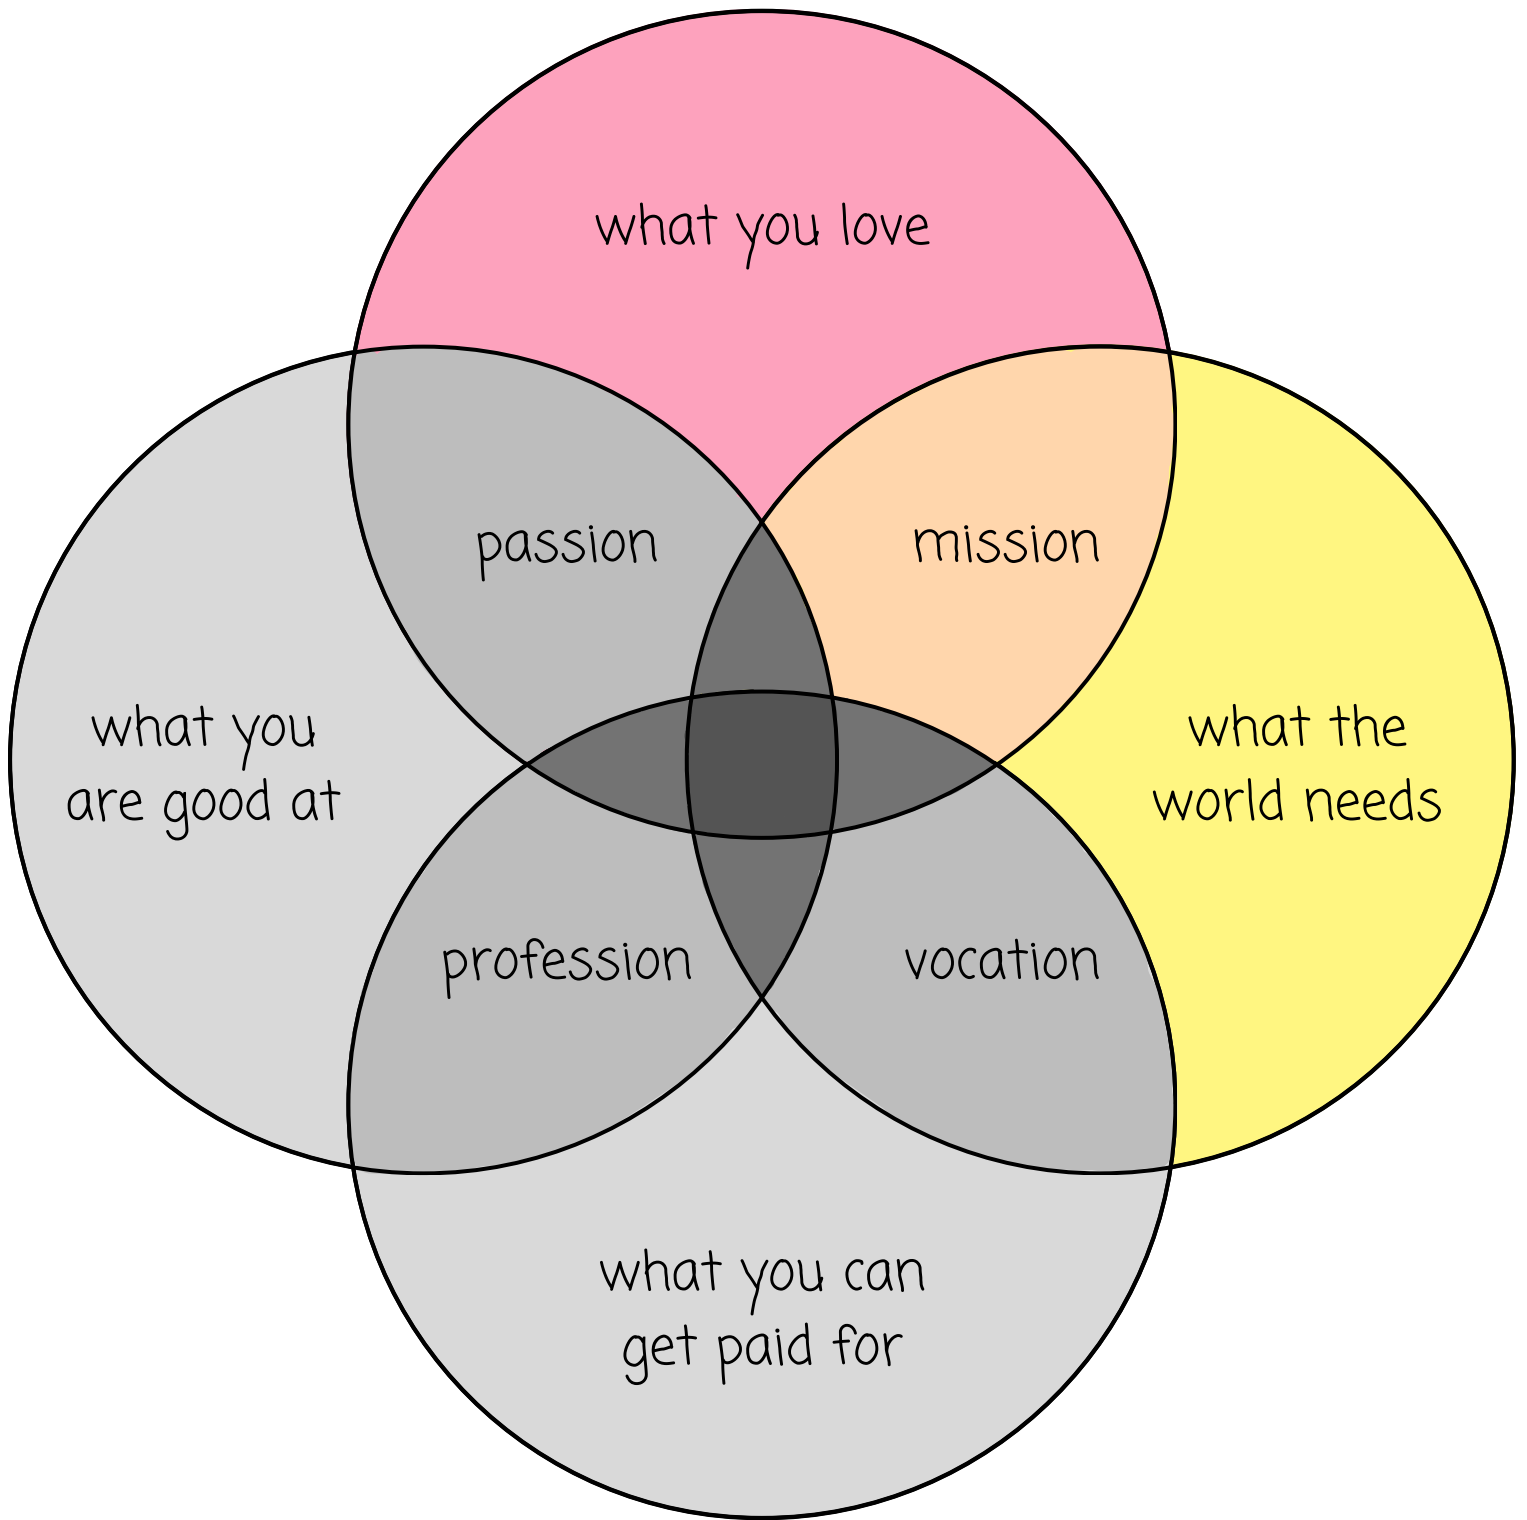 what you love
passion
mission
what you
are good at
what the
world needs
profession
vocation
what you can
get paid for